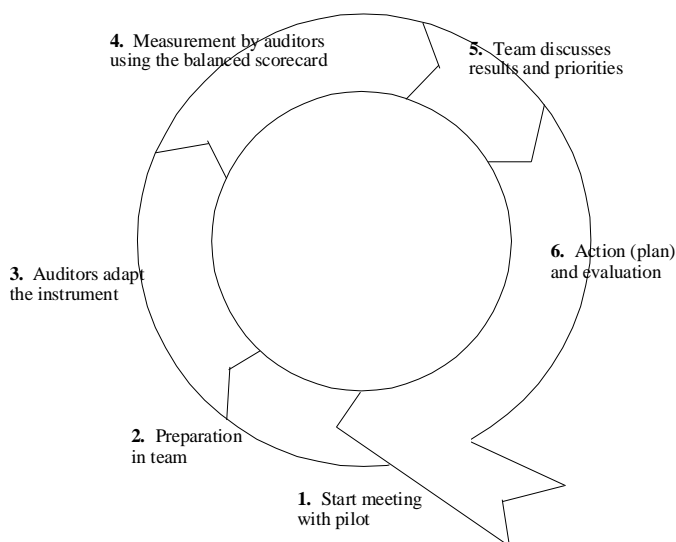 4. Measurement by auditors
using the balanced scorecard
5. Team discusses
results and priorities
6. Action (plan)
and evaluation
3. Auditors adapt
the instrument
2. Preparation
in team
1. Start meeting
with pilot